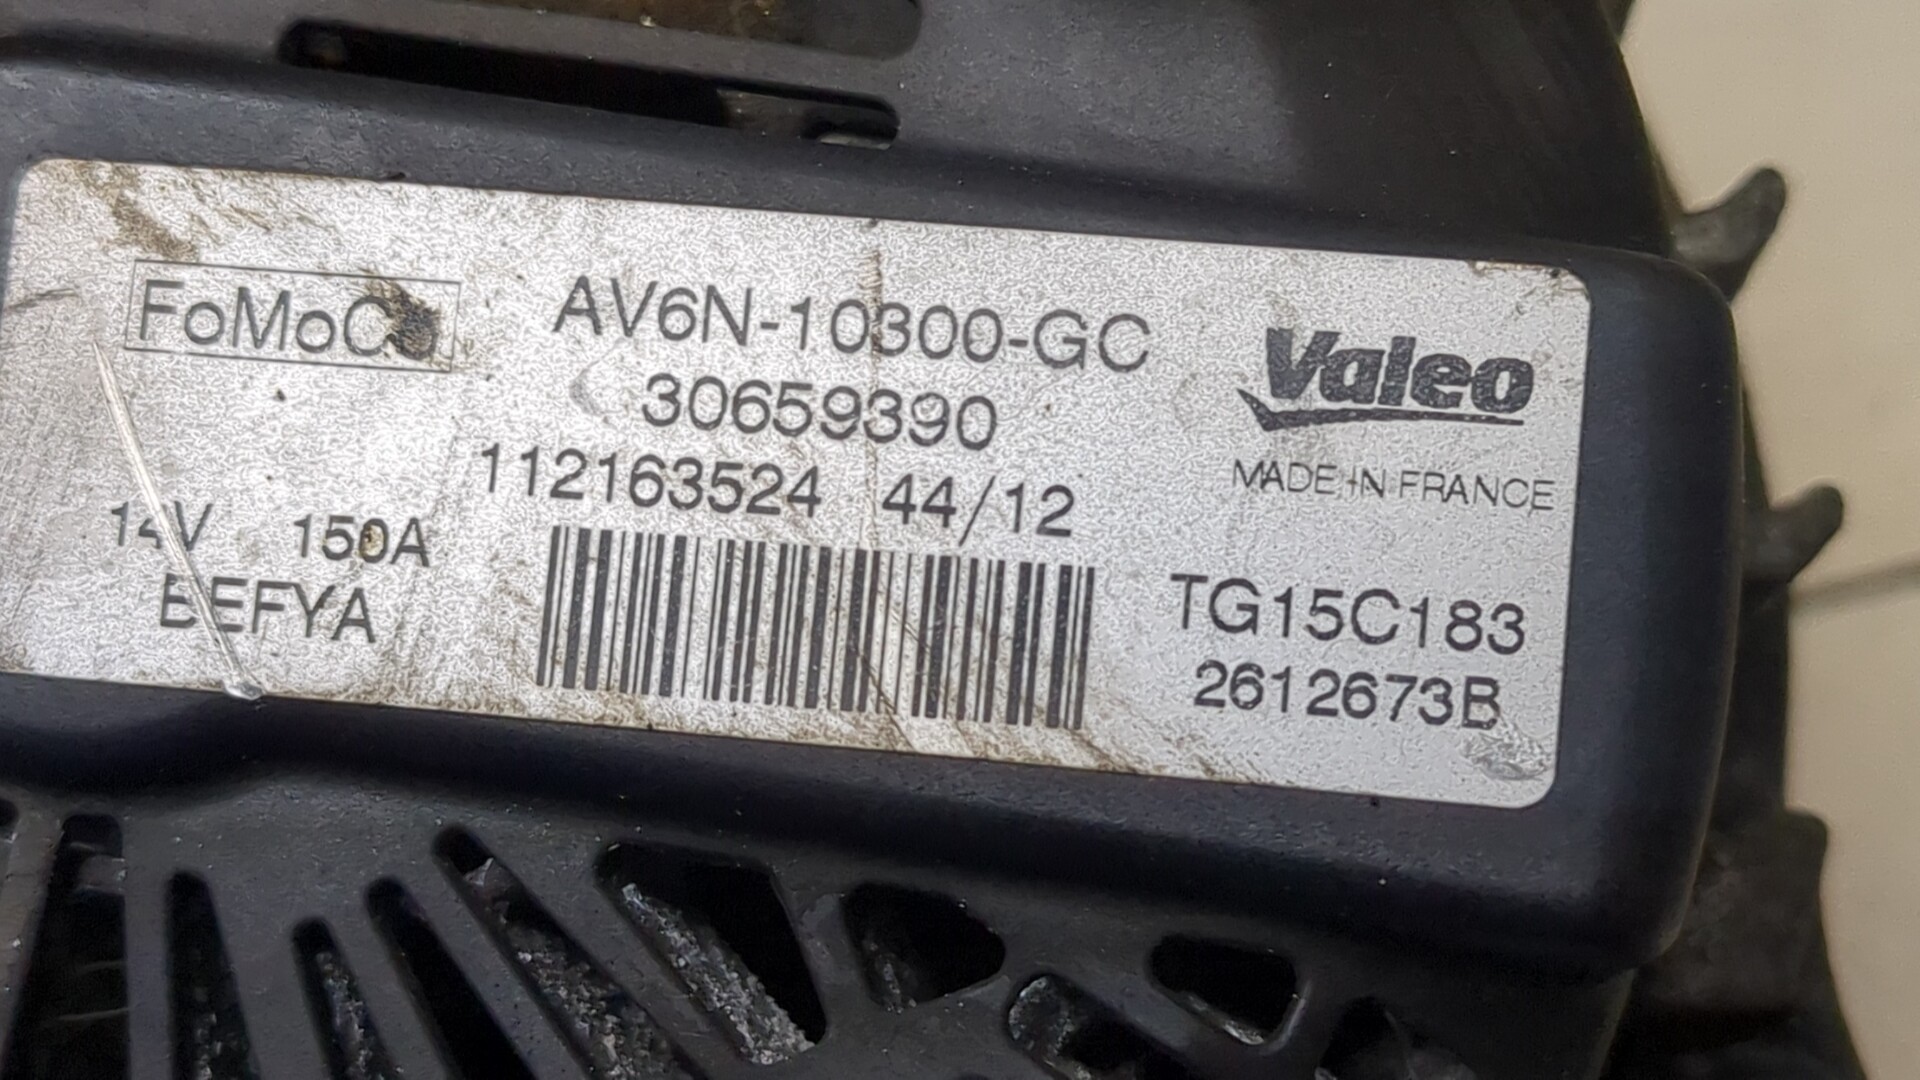 FoMoCo
AV6N-10300-GC
30659390
112163524 44/12
14V 150A
BEFYA
Valeo
MADE IN FRANCE
TG15C183
2612673B